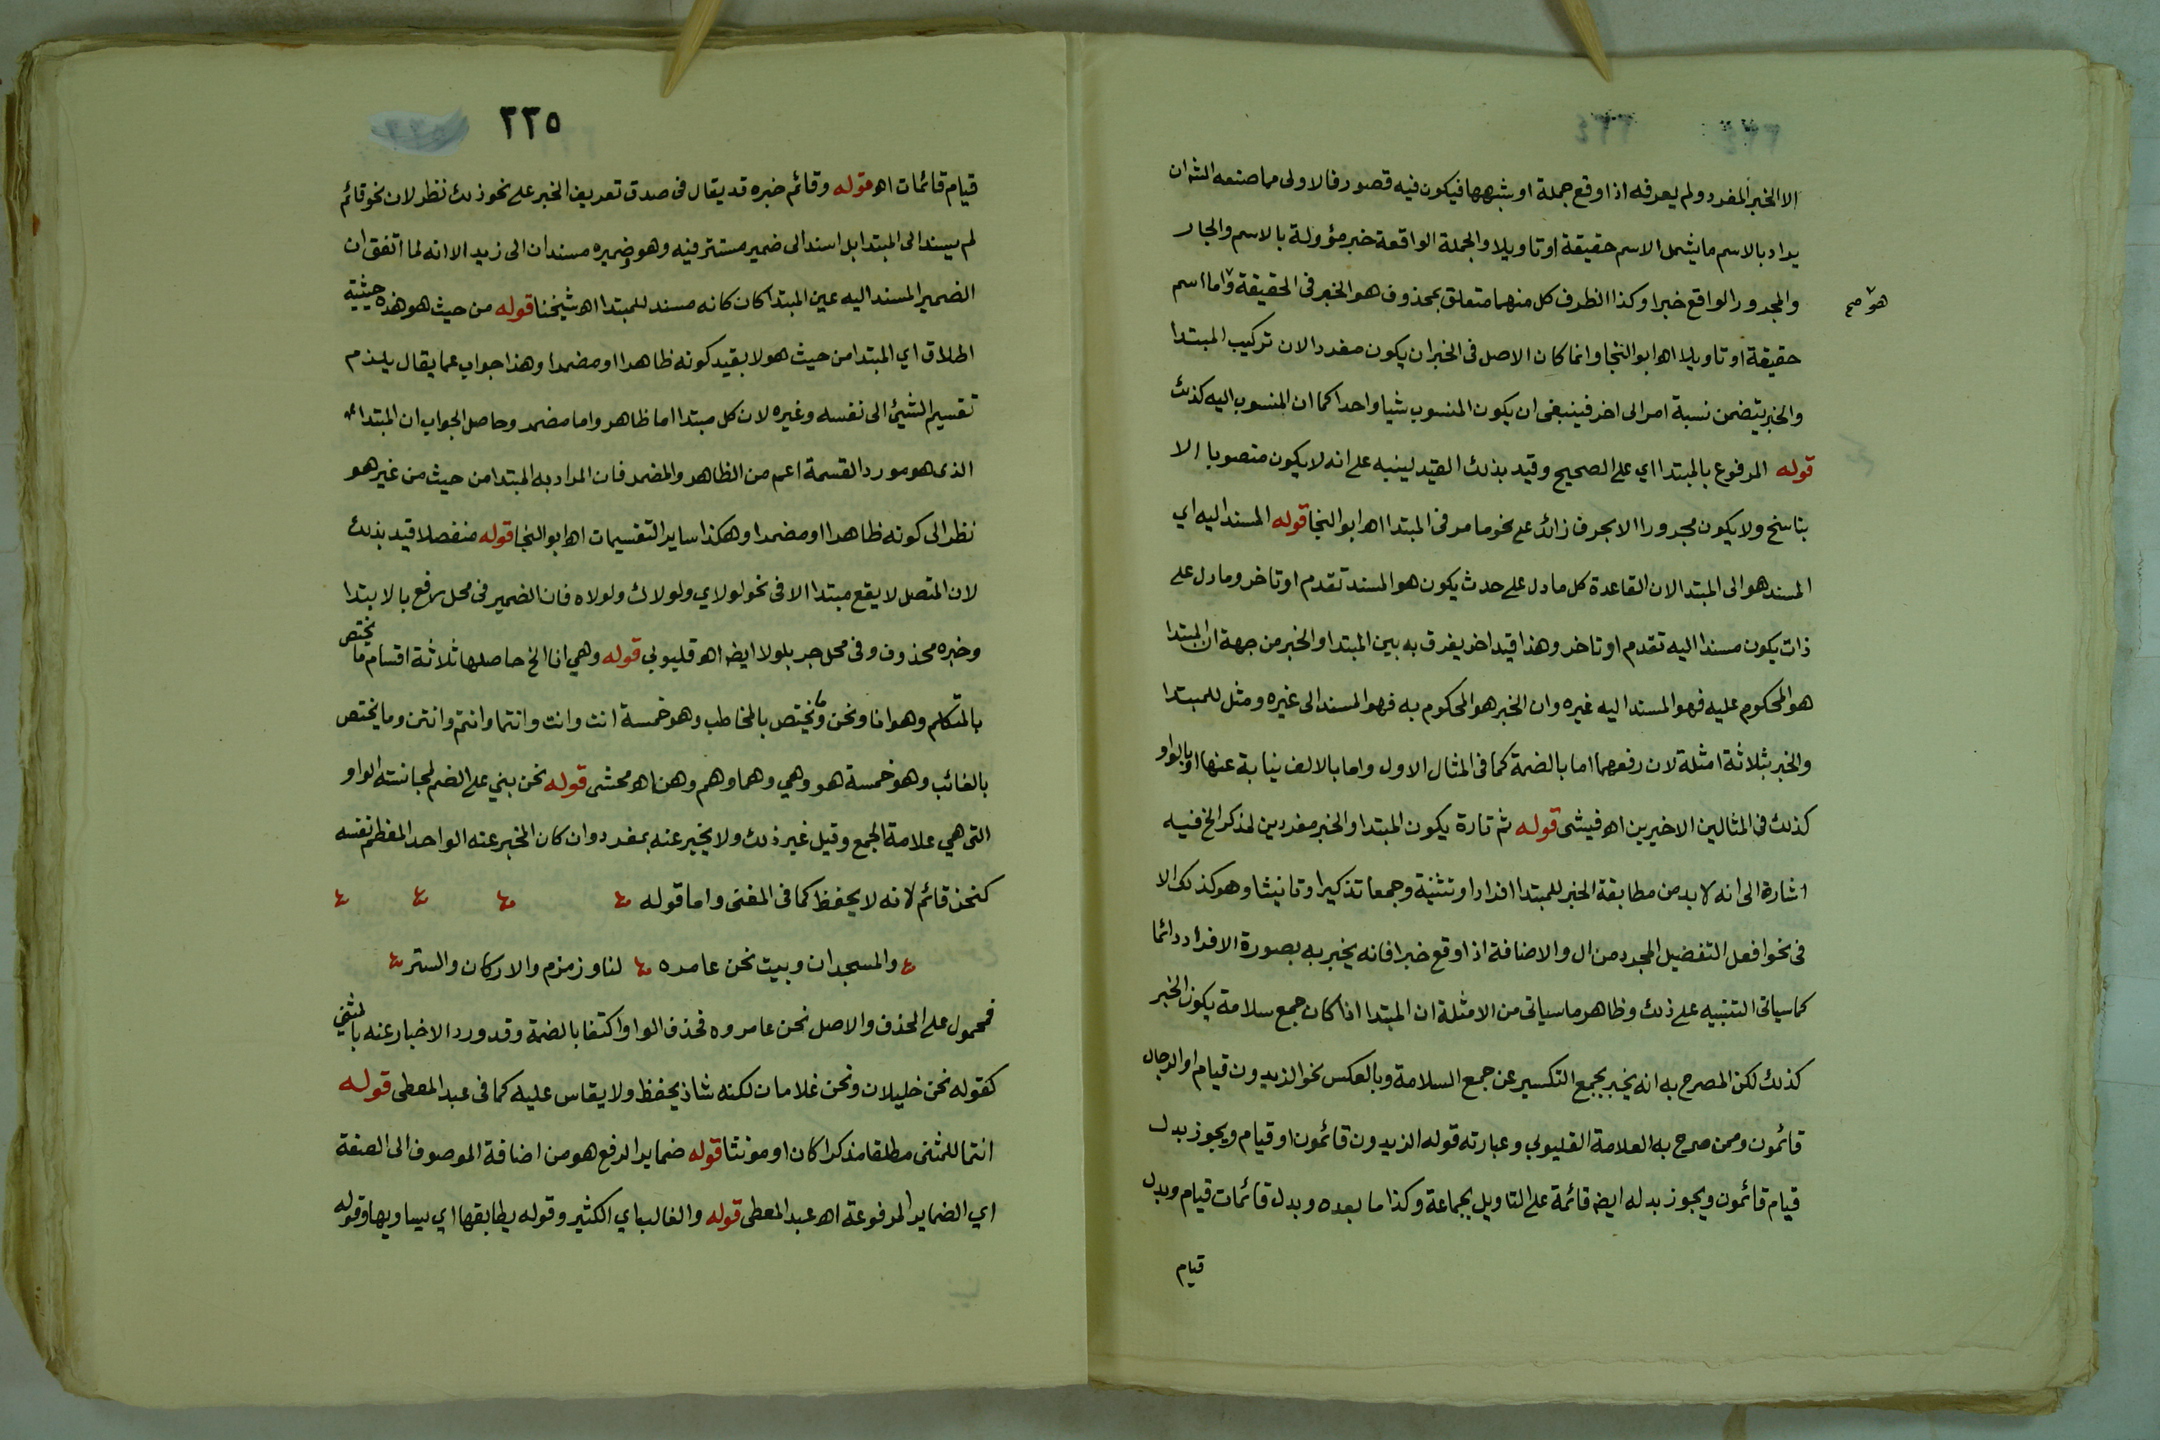 الا الخبر المفرد ولم يعرفه اذا وقع جملة او شبهها فيكون فيه قصور فالاولى مما صنعه الشه ان
يراد بالاسم ما يشمل الاسم حقيقة او تاويلا والجملة الواقعة خبر مؤولة بالاسم والجار
والمجرور الواقع خبرا وكذا الظرف كل منهما متعلق بمحذوف هو الخبر في الحقيقة واما اسم
هو صح
حقيقة او تاويلا اه ابو النجا وانما كان الاصل في الخبر ان يكون مفردا لان تركيب المبتدا
والخبر يتضمن نسبة امر الى اخر فينبغي ان يكون المنسوب شيا واحدا كما ان المنسوب اليه كذلك
قوله المرفوع بالمبتدا اي على الصحيح وقيد بذلك القيد لينبه على انه لا يكون منصوبا الا
بناسخ ولا يكون مجرورا الا بحرف زائد على نحو ما مر في المبتدا اه ابو النجا قوله المسند اليه اي
المسند هو الى المبتدا لان القاعدة كل ما دل على حدث يكون هو المسند تقدم او تاخر وما دل على
ذات يكون مسندا اليه تقدم او تاخر وهذا قيد اخر يفرق به بين المبتدا والخبر من جهة ان المبتدا
هو المحكوم عليه فهو المسند اليه غيره وان الخبر هو المحكوم به فهو المسند الى غيره ومثل للمبتدا
والخبر بثلاثة امثلة لان رفعهما اما بالضمة كما في المثال الاول واما بالالف نيابة عنها او بالواو
كذلك في المثالين الاخيرين اه فيشى قوله ثم تارة يكون المبتدا والخبر مفردين لمذكر الخ فيه
اشارة الى انه لا بد من مطابقة الخبر للمبتدا افرادا وتثنية وجمعا تذكيرا وتانيثا وهو كذلك الا
في نحو افعل التفضيل المجرد من ال والاضافة اذا وقع خبرا فانه يخبر به بصورة الافراد دائما
كما سياتي التنبيه على ذلك وظاهر ما سياتي من الامثلة ان المبتدا اذا كان جمع سلامة يكون الخبر
كذلك لكن المصرح به انه يخبر بجمع التكسير عن جمع السلامة وبالعكس نحو الزيدون قيام او الرجال
قائمون وممن صرح به العلامة القليوبي وعبارته قوله الزيدون قائمون او قيام ويجوز بدل
قيام قائمون ويجوز بدله ايضه قائمة على التاويل بجماعة وكذا ما بعده وبدل قائمات قيام وبدل
قيام
٢٢٥
قيام قائمات اه قوله وقائم خبره قد يقال في صدق تعريف الخبر على نحو ذلك نظر لان نحو قائم
لم يسند الى المبتدا بل اسند الى ضمير مستتر فيه وهو وضميره مسندان الى زيد الا انه لما اتفق ان
الضمير المسند اليه عين المبتدا كان كانه مسند للمبتدا اه شيخنا قوله من حيث هو هذه حيثية
اطلاق اي المبتدا من حيث هو لا بقيد كونه ظاهرا او مضمرا وهذا جواب عما يقال يلزم
تقسيم الشيئ الى نفسه وغيره لان كل مبتدا اما ظاهر واما مضمر وحاصل الجواب ان المبتدا
الذي هو مورد القسمة اعم من الظاهر والمضمر فان المراد به المبتدا من حيث من غير هو
نظر الى كونه ظاهرا او مضمرا وهكذا ساير التقسيمات اه ابو النجا قوله منفصلا قيد بذلك
لان المتصل لا يقع مبتدا الا في نحو لولاي ولولاك ولولاه فان الضمير في محل رفع بالابتدا
وخبره محذوف وفي محل جر بلولا ايضه اه قليوبي قوله وهي انا الخ حاصلها ثلاثة اقسام ما يختص
بالمتكلم وهو انا ونحن وما يختص بالمخاطب وهو خمسة انت وانت وانتما وانتم وانتن وما يختص
بالغائب وهو خمسة هو وهي وهما وهم وهن اه محشى قوله نحن بني على الضم لمجانسته الواو
التي هي علامة الجمع وقيل غير ذلك ولا يخبر عنه بمفرد وان كان المخبر عنه الواحد المعظم نفسه
كنحن قائم لانه لا يحفظ كما في المغنى واما قوله
والمسجدان وبيت نحن عامره لنا وزمزم والاركان والستر
فمحمول على الحذف والاصل نحن عامروه فحذف الواو اكتفا بالضمة وقد ورد الاخبار عنه بالمثنى
كقوله نحن خليلان ونحن غلامان لكنه شاذ يحفظ ولا يقاس عليه كما في عبد المعطى قوله
انتما للمثنى مطلقا مذكرا كان او مونثا قوله ضماير الرفع هو من اضافة الموصوف الى الصفة
اي الضماير المرفوعة اه عبد المعطى قوله والغالب اي الكثير وقوله يطابقها اي يساويها وقوله